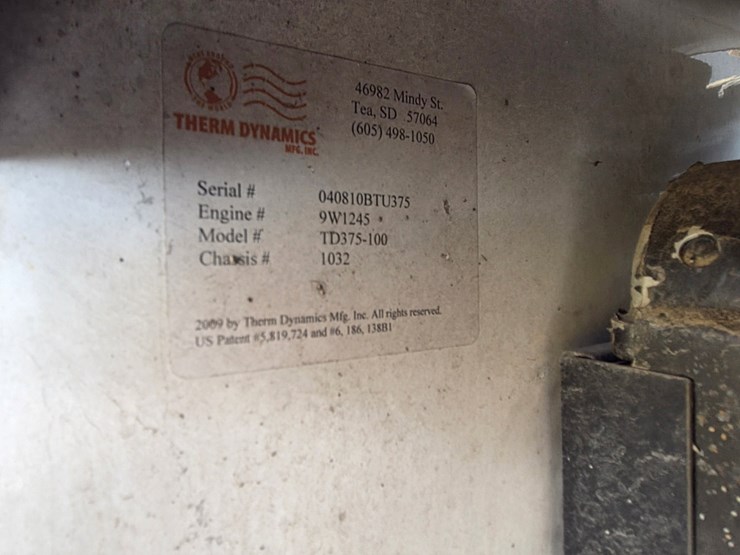 THERM DYNAMICS
MFG. INC.
46982 Mindy St.
Tea, SD 57064
(605) 498-1050
Serial # 040810BTU375
Engine # 9W1245
Model # TD375-100
Chassis # 1032
2009 by Therm Dynamics Mfg. Inc. All rights reserved.
US Patent #5,819,724 and #6, 186, 138B1